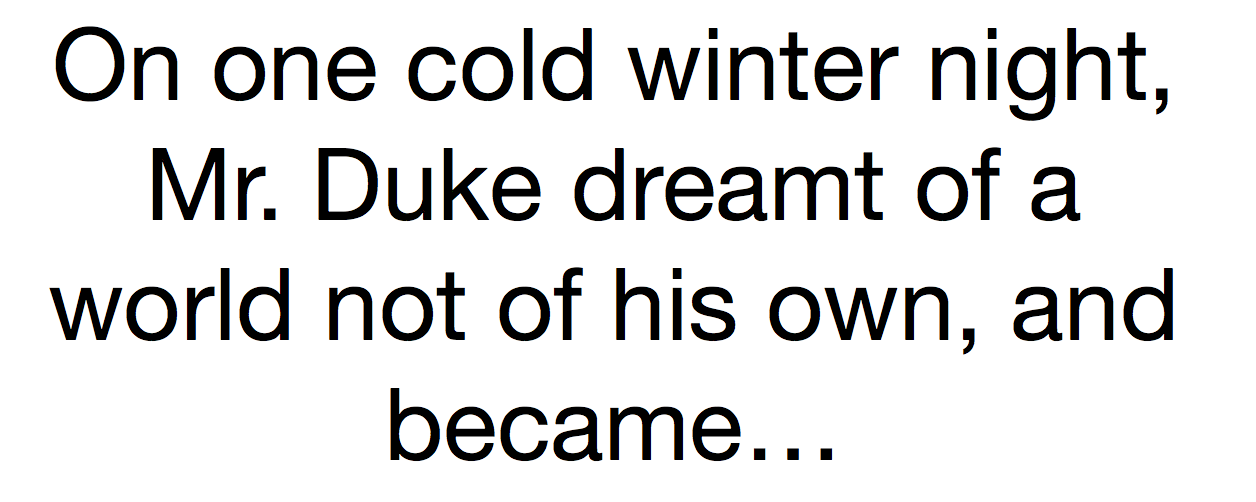 On one cold winter night,
Mr. Duke dreamt of a
world not of his own, and
became…